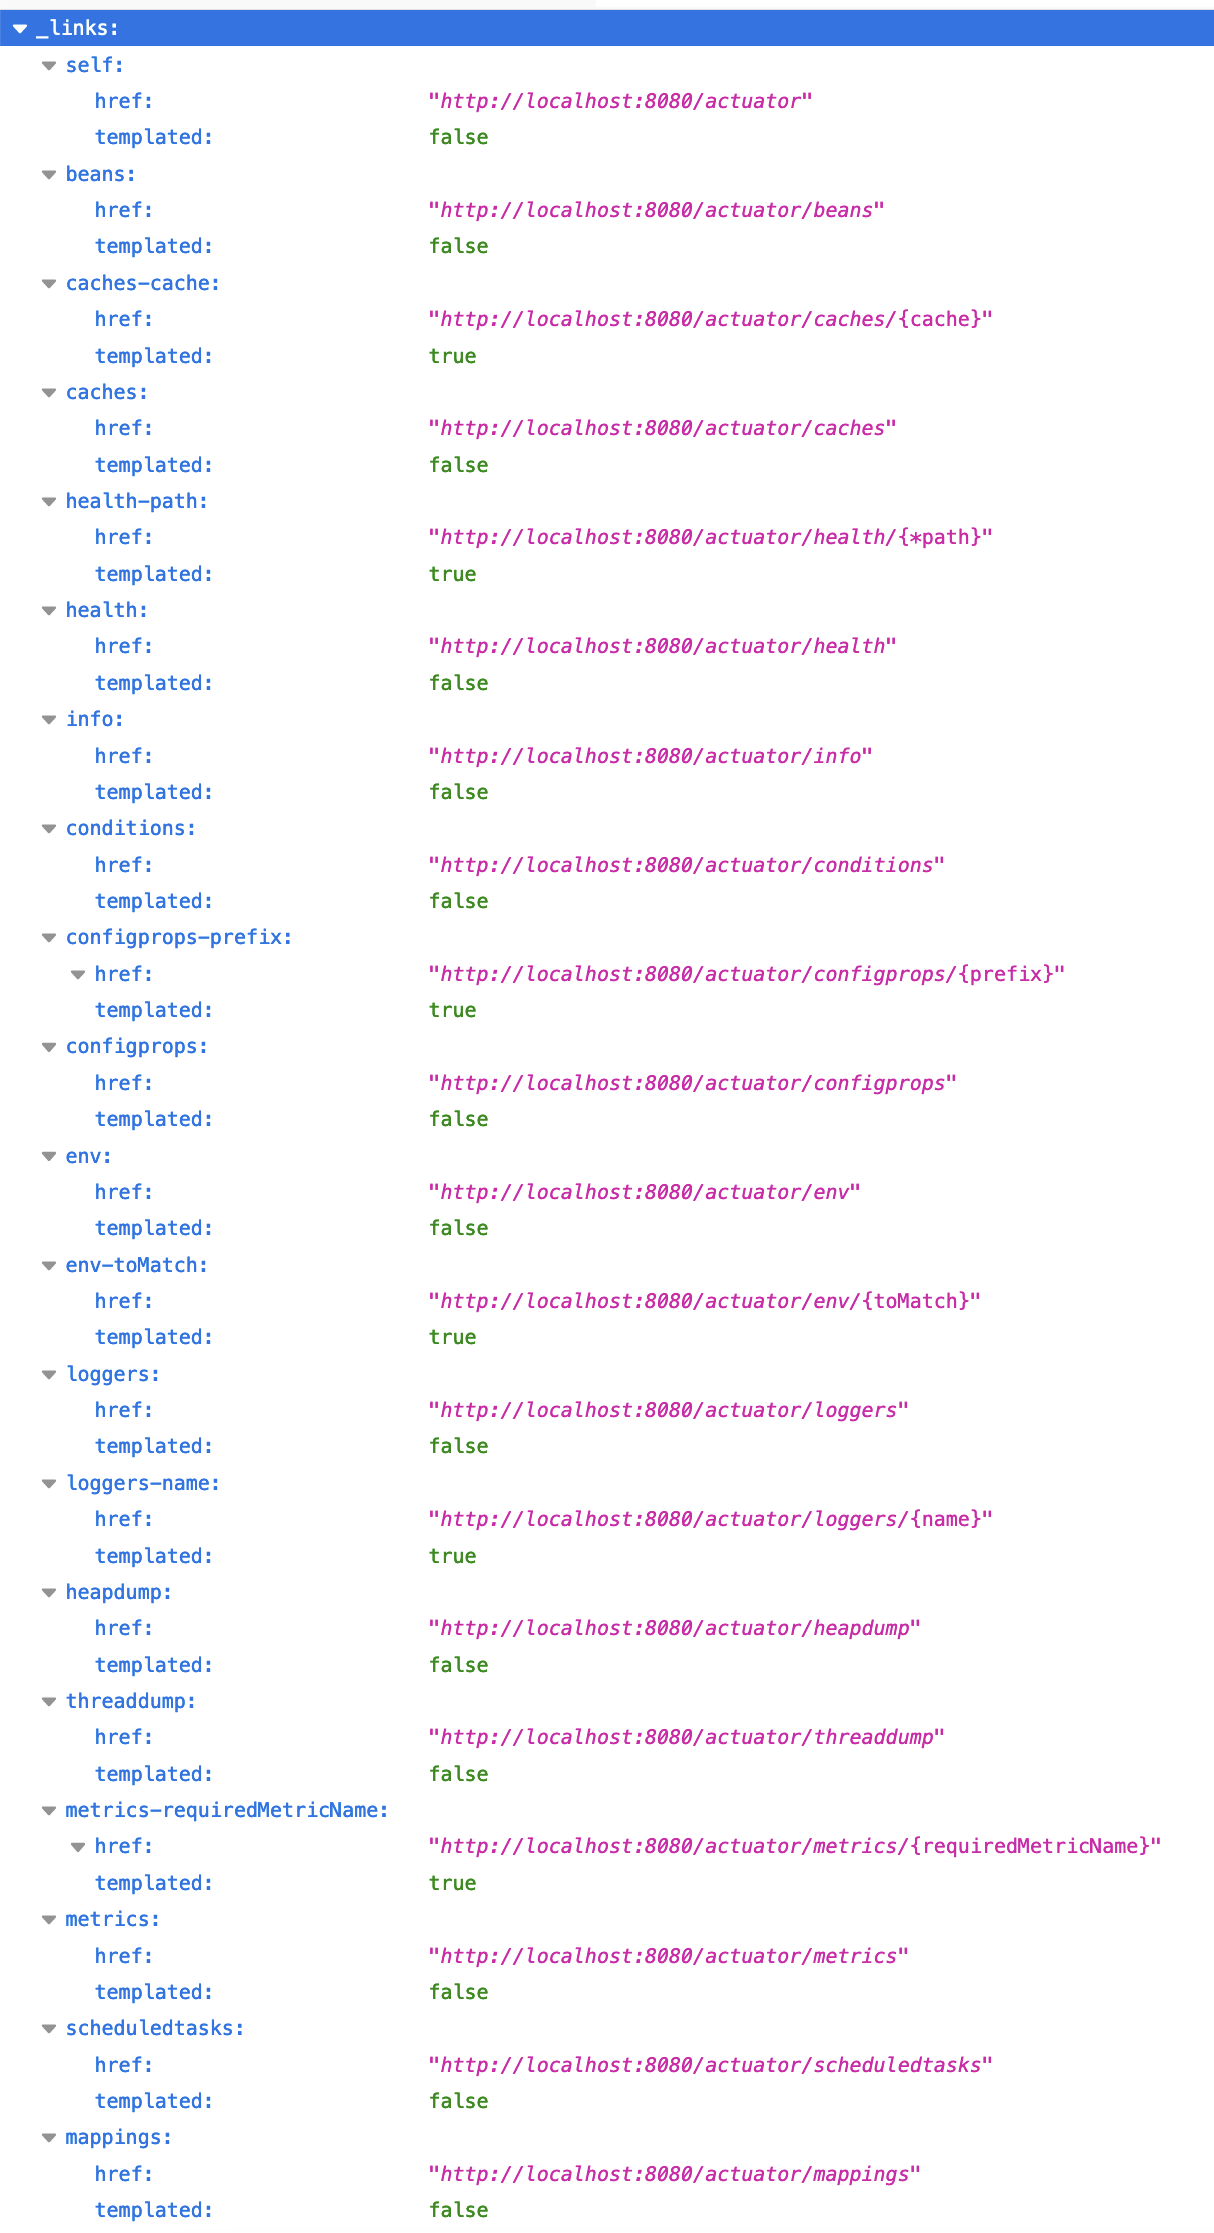 _links:
self:
href: "http://localhost:8080/actuator"
templated: false
beans:
href: "http://localhost:8080/actuator/beans"
templated: false
caches-cache:
href: "http://localhost:8080/actuator/caches/{cache}"
templated: true
caches:
href: "http://localhost:8080/actuator/caches"
templated: false
health-path:
href: "http://localhost:8080/actuator/health/{*path}"
templated: true
health:
href: "http://localhost:8080/actuator/health"
templated: false
info:
href: "http://localhost:8080/actuator/info"
templated: false
conditions:
href: "http://localhost:8080/actuator/conditions"
templated: false
configprops-prefix:
href: "http://localhost:8080/actuator/configprops/{prefix}"
templated: true
configprops:
href: "http://localhost:8080/actuator/configprops"
templated: false
env:
href: "http://localhost:8080/actuator/env"
templated: false
env-toMatch:
href: "http://localhost:8080/actuator/env/{toMatch}"
templated: true
loggers:
href: "http://localhost:8080/actuator/loggers"
templated: false
loggers-name:
href: "http://localhost:8080/actuator/loggers/{name}"
templated: true
heapdump:
href: "http://localhost:8080/actuator/heapdump"
templated: false
threaddump:
href: "http://localhost:8080/actuator/threaddump"
templated: false
metrics-requiredMetricName:
href: "http://localhost:8080/actuator/metrics/{requiredMetricName}"
templated: true
metrics:
href: "http://localhost:8080/actuator/metrics"
templated: false
scheduledtasks:
href: "http://localhost:8080/actuator/scheduledtasks"
templated: false
mappings:
href: "http://localhost:8080/actuator/mappings"
templated: false